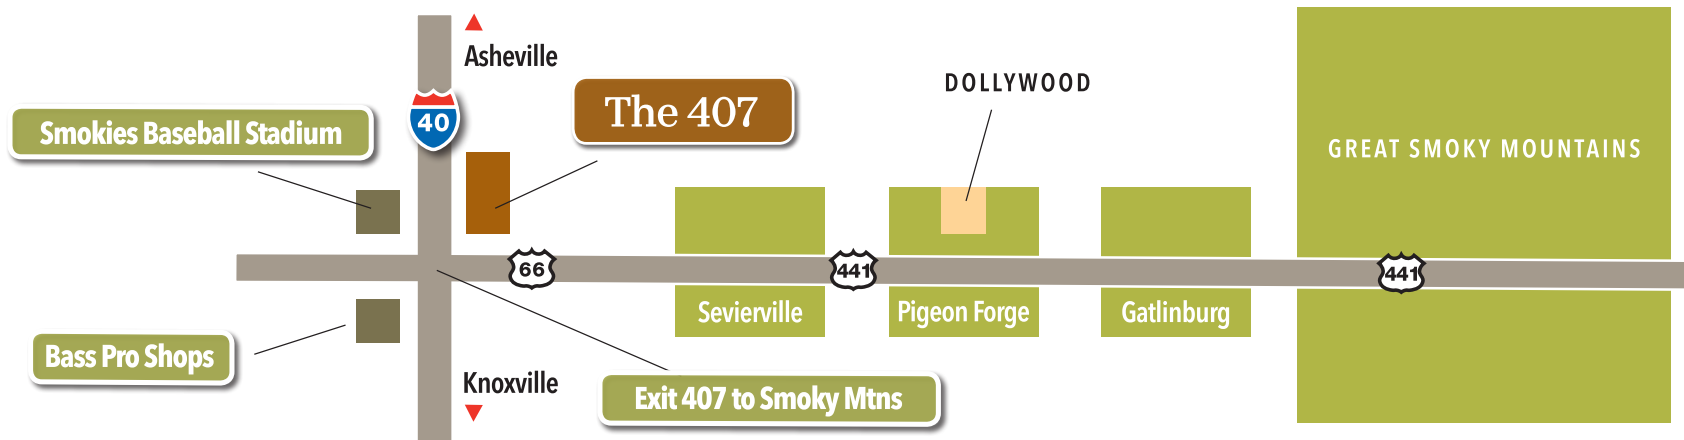 Asheville
40
The 407
DOLLYWOOD
Smokies Baseball Stadium
GREAT SMOKY MOUNTAINS
66
441
441
Sevierville
Pigeon Forge
Gatlinburg
Bass Pro Shops
Knoxville
Exit 407 to Smoky Mtns